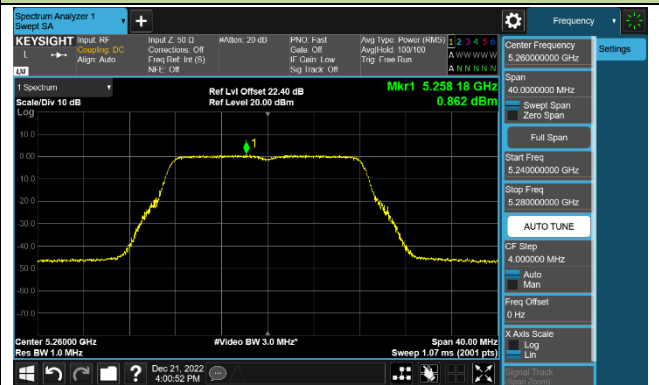 Spectrum Analyzer 1
Swept SA
Frequency
KEYSIGHT
Input: RF
Coupling: DC
Align: Auto
Input Z: 50 Ω
Corrections: Off
Freq Ref: Int (S)
NFE: Off
#Atten: 20 dB
PNO: Fast
Gate: Off
IF Gain: Low
Sig Track: Off
Avg Type: Power (RMS)
Avg|Hold: 100/100
Trig: Free Run
1 2 3 4 5 6
A W W W W W
A N N N N N
L
LXI
1 Spectrum
Scale/Div 10 dB
Ref Lvl Offset 22.40 dB
Ref Level 20.00 dBm
Mkr1 5.258 18 GHz
0.862 dBm
Log
10.0
0.00
-10.0
-20.0
-30.0
-40.0
-50.0
-60.0
-70.0
1
Center 5.26000 GHz
Res BW 1.0 MHz
#Video BW 3.0 MHz*
Span 40.00 MHz
Sweep 1.07 ms (2001 pts)
Dec 21, 2022
4:00:52 PM
Center Frequency
5.260000000 GHz
Settings
Span
40.0000000 MHz
Swept Span
Zero Span
Full Span
Start Freq
5.240000000 GHz
Stop Freq
5.280000000 GHz
AUTO TUNE
CF Step
4.000000 MHz
Auto
Man
Freq Offset
0 Hz
X Axis Scale
Log
Lin
Signal Track
(Span Zoom)